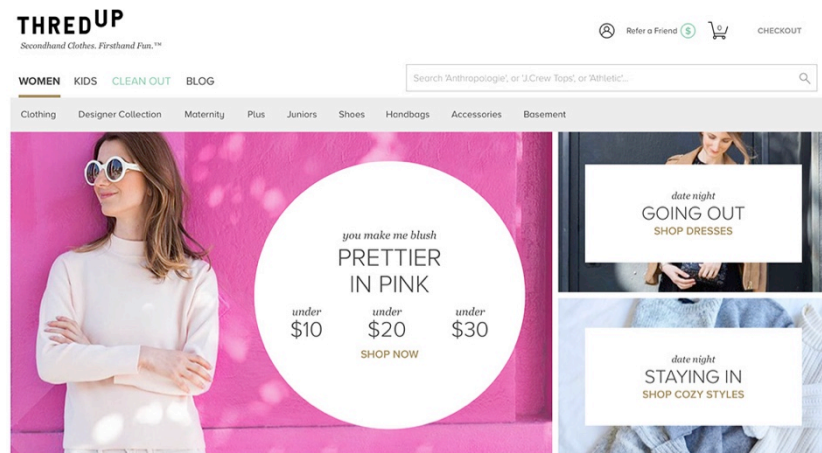 THREDUP
Secondhand Clothes. Firsthand Fun.™
Refer a Friend $
0
CHECKOUT
WOMEN KIDS CLEAN OUT BLOG
Search 'Anthropologie', or 'J.Crew Tops', or 'Athletic'...
Clothing Designer Collection Maternity Plus Juniors Shoes Handbags Accessories Basement
you make me blush
PRETTIER
IN PINK
under under under
$10 $20 $30
SHOP NOW
date night
GOING OUT
SHOP DRESSES
date night
STAYING IN
SHOP COZY STYLES